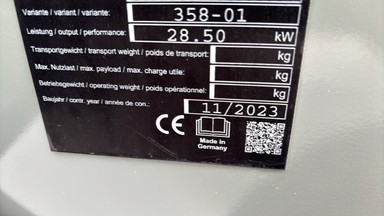 Variante / variant / variante: 358-01
Leistung / output / performance: 28.50 kW
Transportgewicht / transport weight / poids de transport: kg
Max. Nutzlast / max. payload / max. charge utile: kg
Betriebsgewicht / operating weight / poids opérationnel: kg
Baujahr / contr. year / année de con.: 11/2023
CE
Made in
Germany